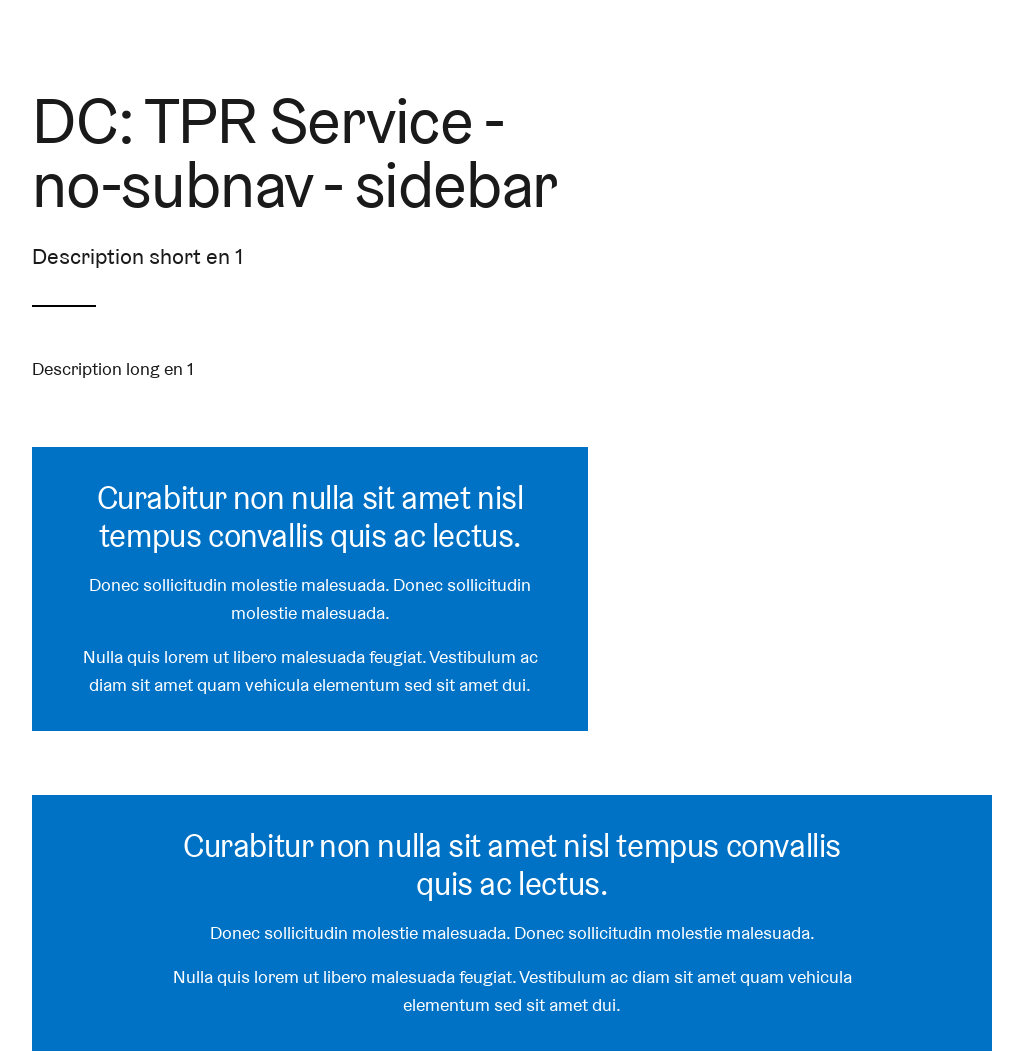 DC: TPR Service -
no-subnav - sidebar
Description short en 1
Description long en 1
Curabitur non nulla sit amet nisl
tempus convallis quis ac lectus.
Donec sollicitudin molestie malesuada. Donec sollicitudin
molestie malesuada.
Nulla quis lorem ut libero malesuada feugiat. Vestibulum ac
diam sit amet quam vehicula elementum sed sit amet dui.
Curabitur non nulla sit amet nisl tempus convallis
quis ac lectus.
Donec sollicitudin molestie malesuada. Donec sollicitudin molestie malesuada.
Nulla quis lorem ut libero malesuada feugiat. Vestibulum ac diam sit amet quam vehicula
elementum sed sit amet dui.